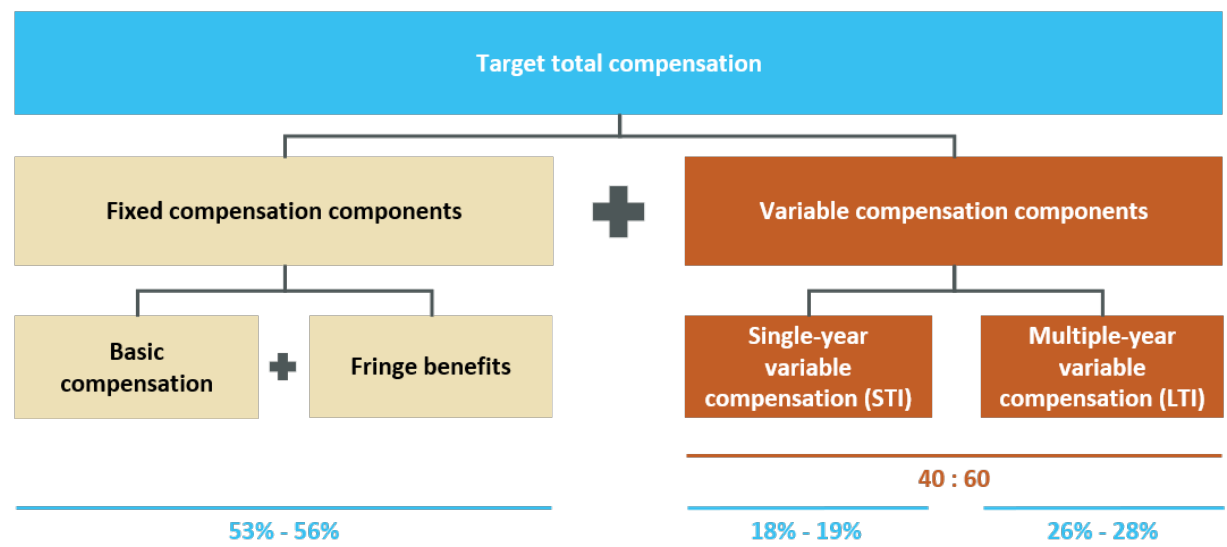 Target total compensation
Fixed compensation components
Variable compensation components
Basic
compensation
Fringe benefits
Single-year
variable
compensation (STI)
Multiple-year
variable
compensation (LTI)
40 : 60
53% - 56%
18% - 19%
26% - 28%